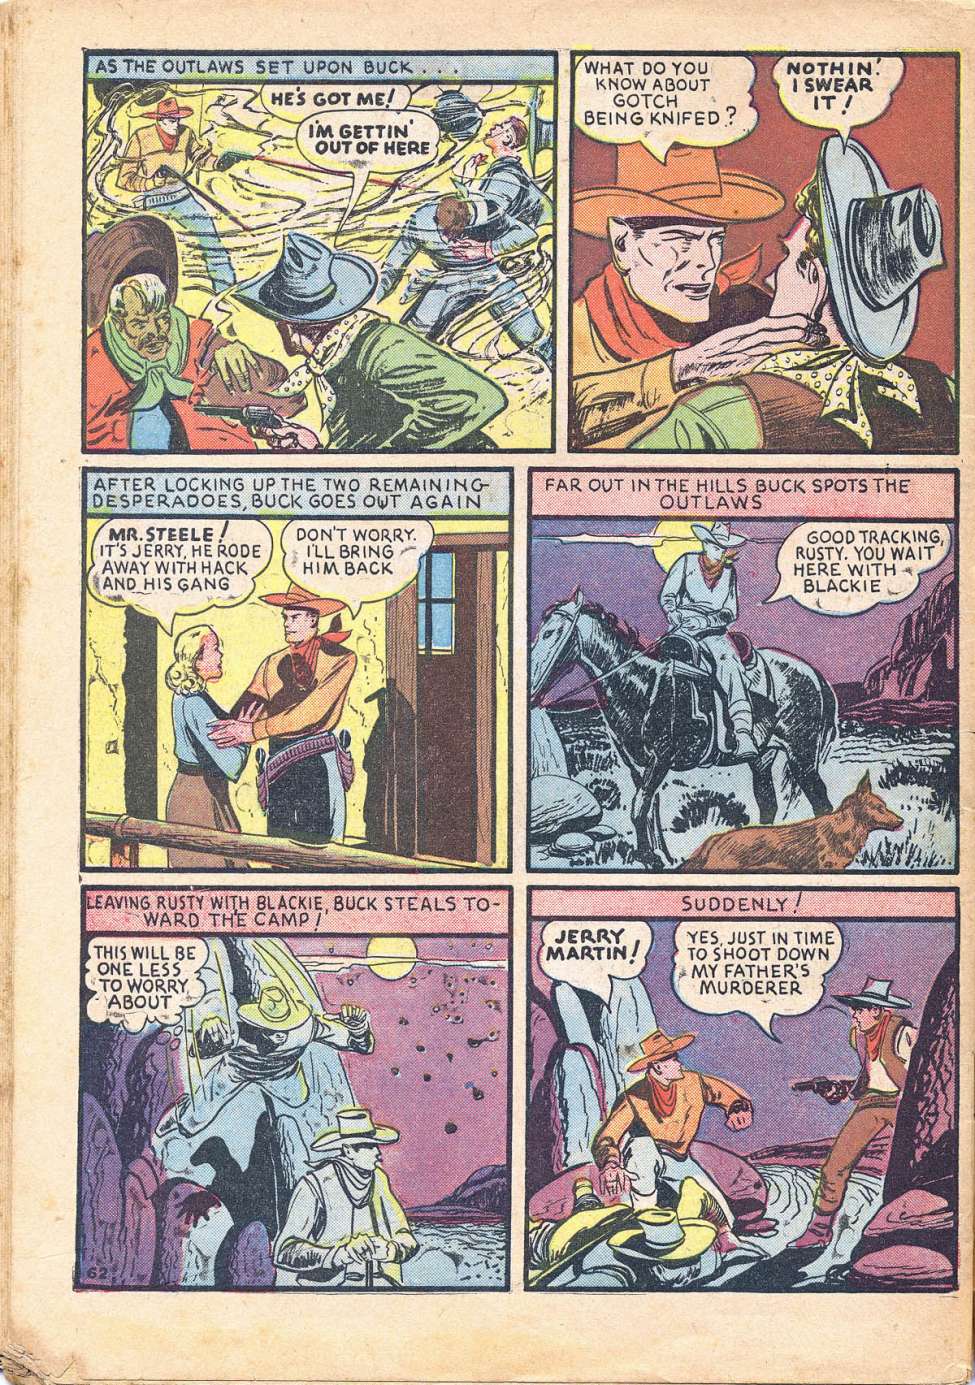 AS THE OUTLAWS SET UPON BUCK . . .
HE'S GOT ME!
I'M GETTIN'
OUT OF HERE
WHAT DO YOU
KNOW ABOUT
GOTCH
BEING KNIFED?
NOTHIN'.
I SWEAR
IT!
AFTER LOCKING UP THE TWO REMAINING-
DESPERADOES, BUCK GOES OUT AGAIN
MR. STEELE!
IT'S JERRY, HE RODE
AWAY WITH HACK
AND HIS GANG
DON'T WORRY.
I'LL BRING
HIM BACK
FAR OUT IN THE HILLS BUCK SPOTS THE
OUTLAWS
GOOD TRACKING,
RUSTY. YOU WAIT
HERE WITH
BLACKIE
LEAVING RUSTY WITH BLACKIE, BUCK STEALS TO-
WARD THE CAMP!
THIS WILL BE
ONE LESS
TO WORRY
ABOUT
62
SUDDENLY!
JERRY
MARTIN!
YES, JUST IN TIME
TO SHOOT DOWN
MY FATHER'S
MURDERER